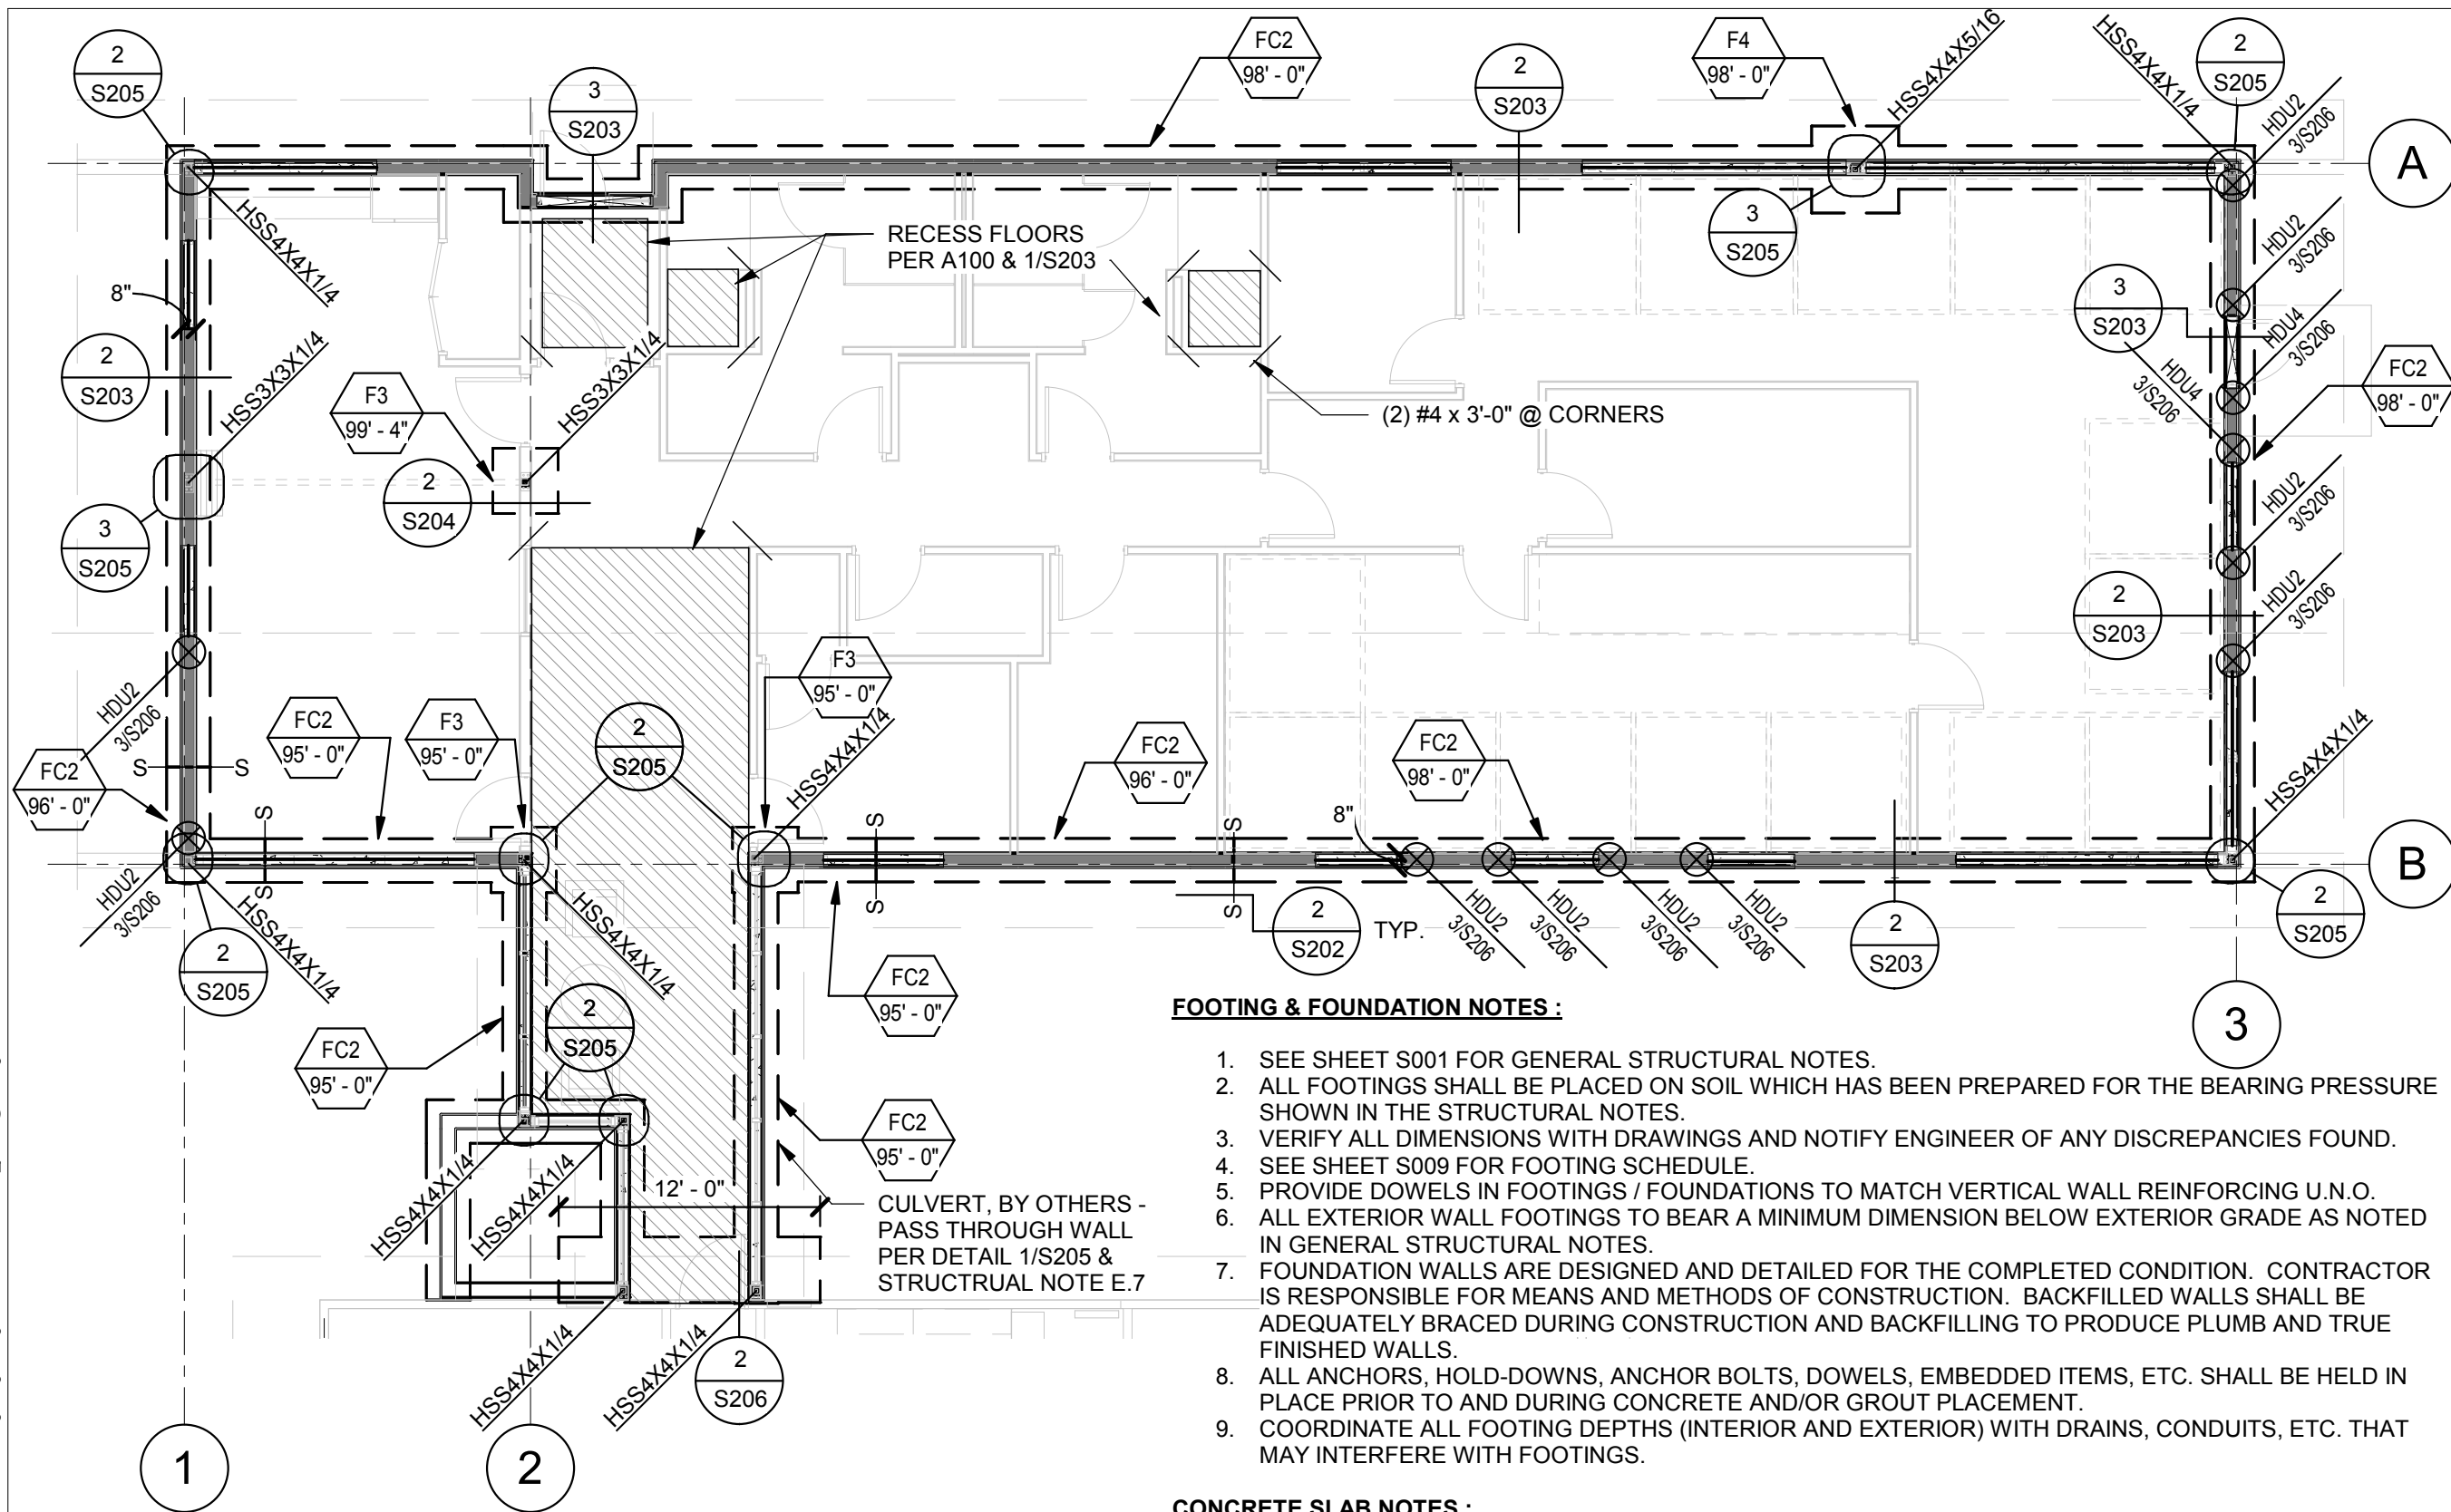 2
S205
3
S203
FC2
98' - 0"
2
S203
F4
98' - 0"
HSS4X4X5/16
HSS4X4X1/4
2
S205
HDU2
3/S206
A
HSS4X4X1/4
RECESS FLOORS
PER A100 & 1/S203
3
S205
HDU2
3/S206
8"
3
S203
HDU4
3/S206
2
S203
HSS3X3X1/4
F3
99' - 4"
HSS3X3X1/4
(2) #4 x 3'-0" @ CORNERS
HDU4
3/S206
FC2
98' - 0"
2
S204
3
S205
HDU2
3/S206
2
S203
HDU2
3/S206
HDU2
3/S206
FC2
96' - 0"
S
S
FC2
95' - 0"
F3
95' - 0"
2
S205
F3
95' - 0"
HSS4X4X1/4
FC2
96' - 0"
FC2
98' - 0"
HSS4X4X1/4
S
S
S
8"
B
HDU2
3/S206
HSS4X4X1/4
S
S
S
2
S205
HSS4X4X1/4
2
S202
TYP.
HDU2
3/S206
HDU2
3/S206
HDU2
3/S206
HDU2
3/S206
2
S203
2
S205
FC2
95' - 0"
2
S205
FC2
95' - 0"
3
FC2
95' - 0"
12' - 0"
CULVERT, BY OTHERS -
PASS THROUGH WALL
PER DETAIL 1/S205 &
STRUCTRUAL NOTE E.7
HSS4X4X1/4
HSS4X4X1/4
HSS4X4X1/4
HSS4X4X1/4
2
S206
1
2
FOOTING & FOUNDATION NOTES :
1. SEE SHEET S001 FOR GENERAL STRUCTURAL NOTES.
2. ALL FOOTINGS SHALL BE PLACED ON SOIL WHICH HAS BEEN PREPARED FOR THE BEARING PRESSURE
SHOWN IN THE STRUCTURAL NOTES.
3. VERIFY ALL DIMENSIONS WITH DRAWINGS AND NOTIFY ENGINEER OF ANY DISCREPANCIES FOUND.
4. SEE SHEET S009 FOR FOOTING SCHEDULE.
5. PROVIDE DOWELS IN FOOTINGS / FOUNDATIONS TO MATCH VERTICAL WALL REINFORCING U.N.O.
6. ALL EXTERIOR WALL FOOTINGS TO BEAR A MINIMUM DIMENSION BELOW EXTERIOR GRADE AS NOTED
IN GENERAL STRUCTURAL NOTES.
7. FOUNDATION WALLS ARE DESIGNED AND DETAILED FOR THE COMPLETED CONDITION. CONTRACTOR
IS RESPONSIBLE FOR MEANS AND METHODS OF CONSTRUCTION. BACKFILLED WALLS SHALL BE
ADEQUATELY BRACED DURING CONSTRUCTION AND BACKFILLING TO PRODUCE PLUMB AND TRUE
FINISHED WALLS.
8. ALL ANCHORS, HOLD-DOWNS, ANCHOR BOLTS, DOWELS, EMBEDDED ITEMS, ETC. SHALL BE HELD IN
PLACE PRIOR TO AND DURING CONCRETE AND/OR GROUT PLACEMENT.
9. COORDINATE ALL FOOTING DEPTHS (INTERIOR AND EXTERIOR) WITH DRAINS, CONDUITS, ETC. THAT
MAY INTERFERE WITH FOOTINGS.
CONCRETE SLAB NOTES :